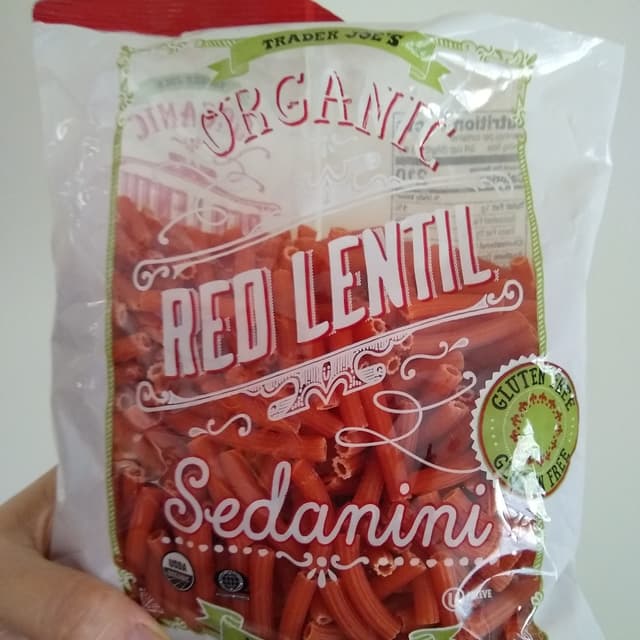 TRADER JOE'S
ORGANIC
RED LENTIL
Sedanini
GLUTEN FREE
GLUTEN FREE
USDA
ORGANIC